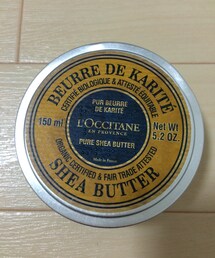 BEURRE DE KARITÉ
CERTIFIÉ BIOLOGIQUE & ATTESTÉ ÉQUITABLE
PUR BEURRE
DE KARITÉ
150 ml
L'OCCITANE
EN PROVENCE
Net Wt
5.2 OZ.
PURE SHEA BUTTER
Made in France
ORGANIC CERTIFIED & FAIR TRADE ATTESTED
SHEA BUTTER